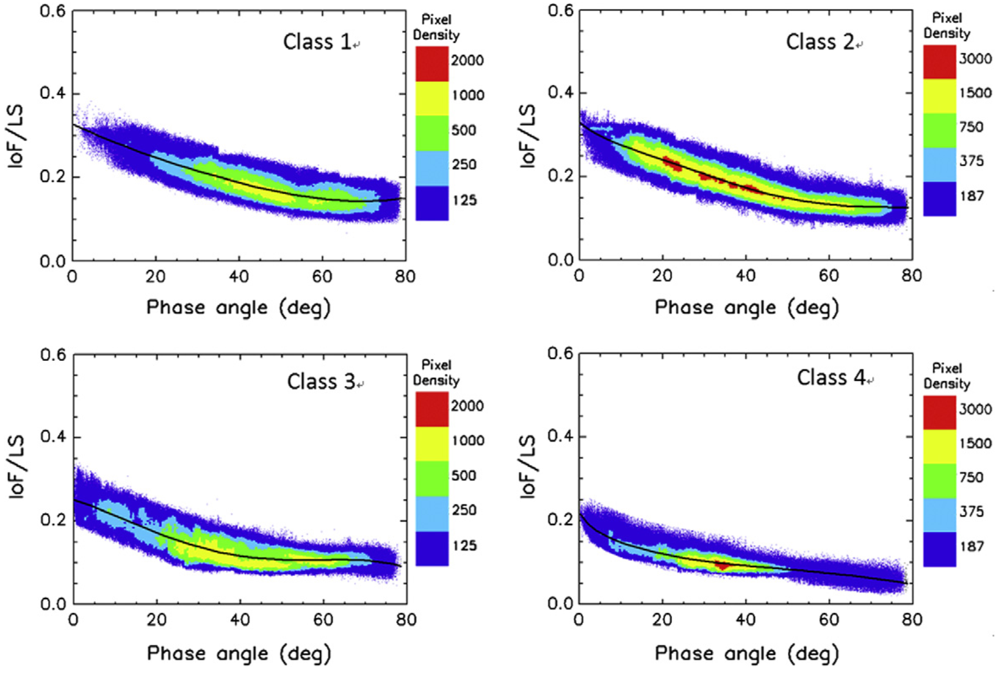 0.6
0.4
0.2
0.0
IoF/LS
Class 1↵
0 20 40 60 80
Phase angle (deg)
Pixel
Density
2000
1000
500
250
125
0.6
0.4
0.2
0.0
IoF/LS
Class 2↵
0 20 40 60 80
Phase angle (deg)
Pixel
Density
3000
1500
750
375
187
0.6
0.4
0.2
0.0
IoF/LS
Class 3↵
0 20 40 60 80
Phase angle (deg)
Pixel
Density
2000
1000
500
250
125
0.6
0.4
0.2
0.0
IoF/LS
Class 4↵
0 20 40 60 80
Phase angle (deg)
Pixel
Density
3000
1500
750
375
187